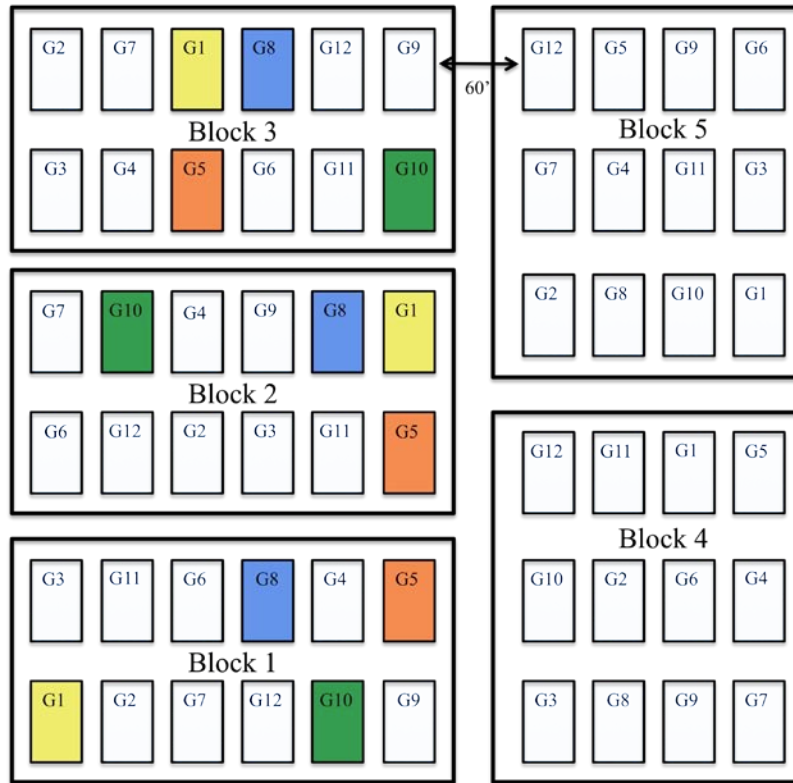 G2 G7 G1 G8 G12 G9
Block 3
G3 G4 G5 G6 G11 G10
60’
G12 G5 G9 G6
Block 5
G7 G4 G11 G3
G2 G8 G10 G1
G7 G10 G4 G9 G8 G1
Block 2
G6 G12 G2 G3 G11 G5
G3 G11 G6 G8 G4 G5
Block 1
G1 G2 G7 G12 G10 G9
G12 G11 G1 G5
Block 4
G10 G2 G6 G4
G3 G8 G9 G7